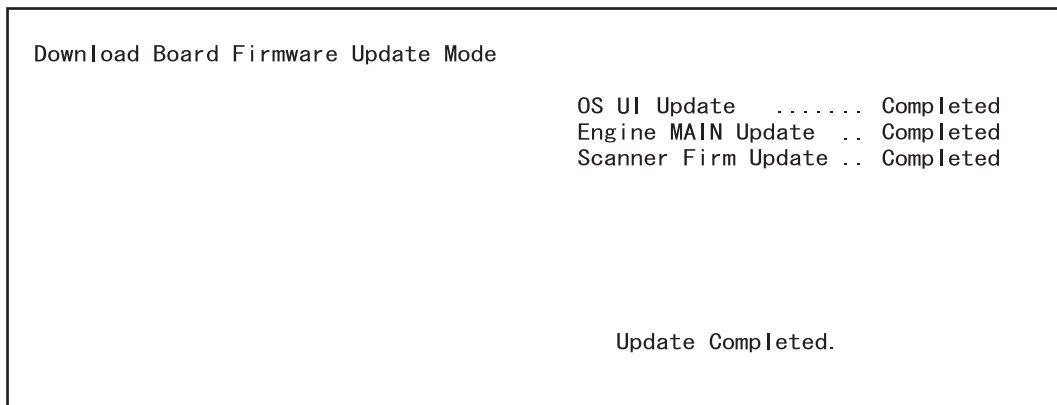 Download Board Firmware Update Mode
OS UI Update ....... Completed
Engine MAIN Update .. Completed
Scanner Firm Update .. Completed
Update Completed.